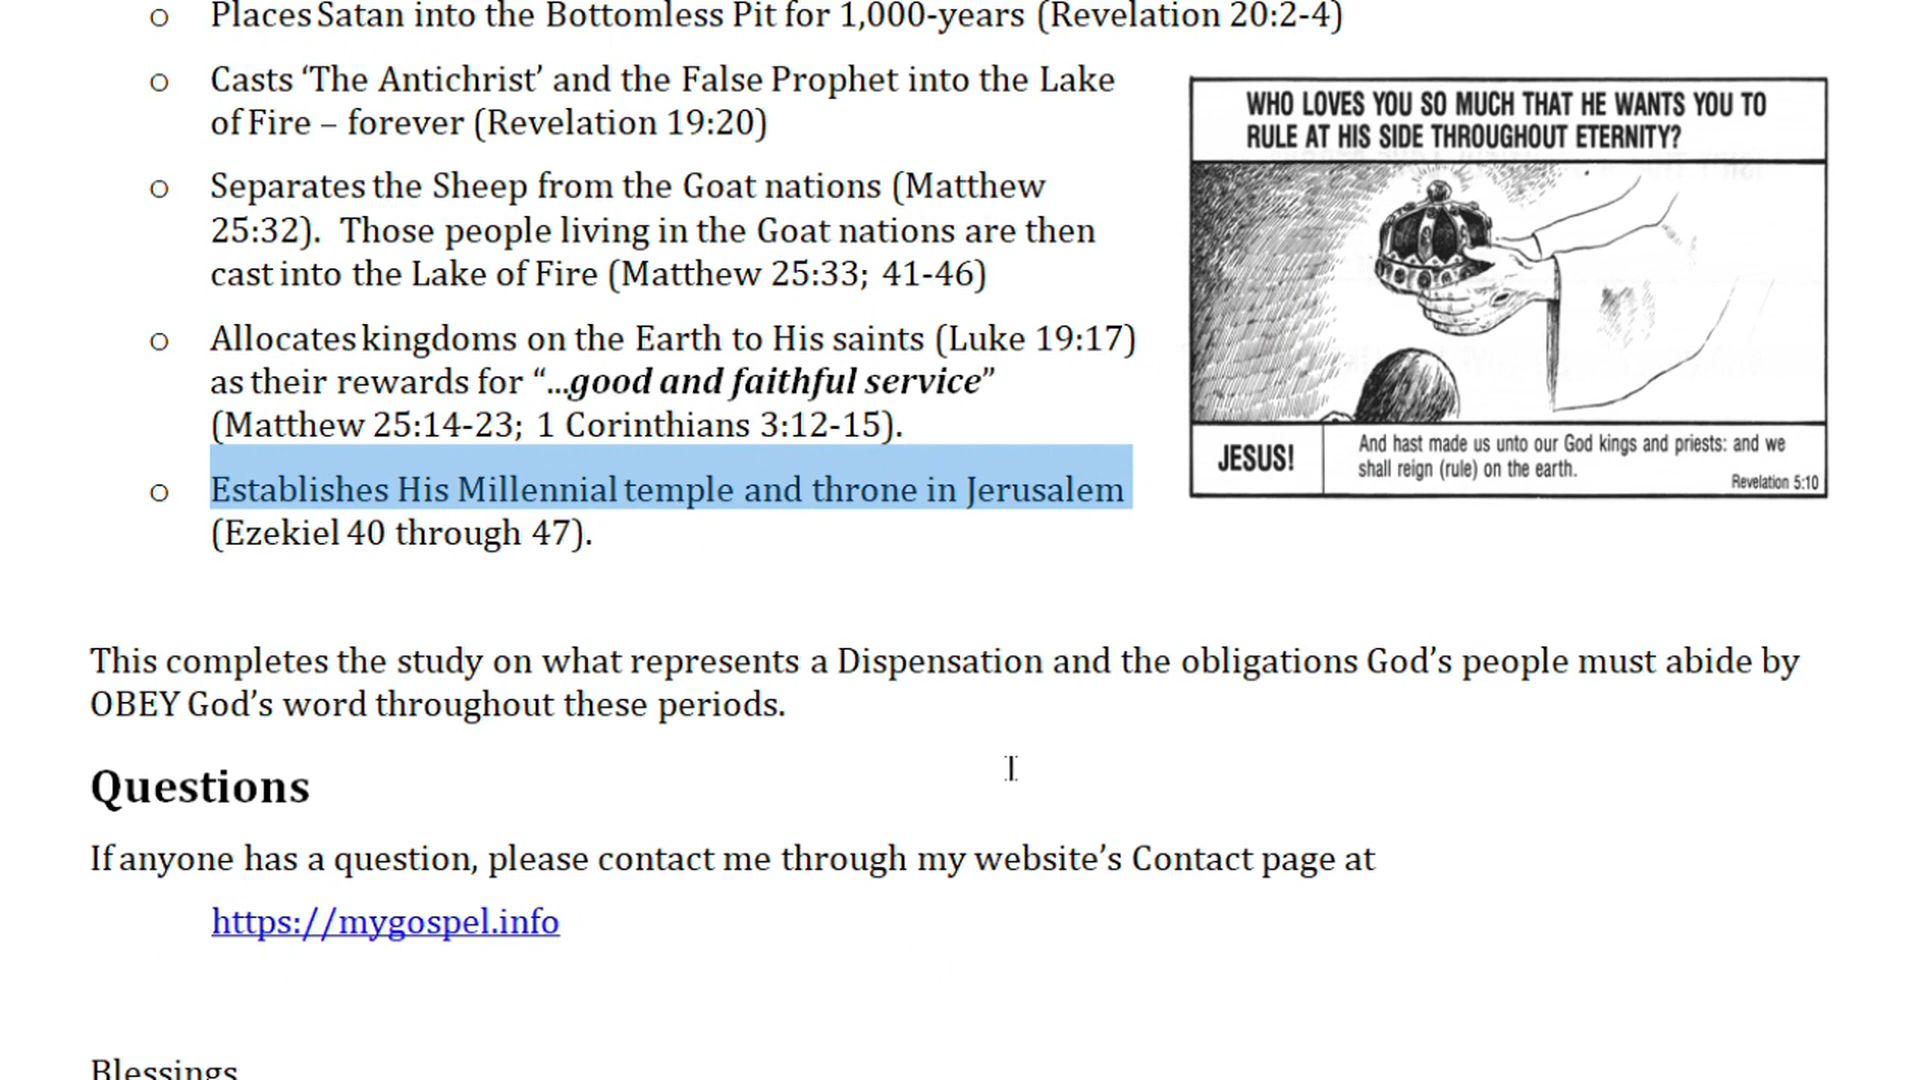 o Places Satan into the Bottomless Pit for 1,000-years (Revelation 20:2-4)
o Casts ‘The Antichrist’ and the False Prophet into the Lake
of Fire – forever (Revelation 19:20)
o Separates the Sheep from the Goat nations (Matthew
25:32).  Those people living in the Goat nations are then
cast into the Lake of Fire (Matthew 25:33; 41-46)
o Allocates kingdoms on the Earth to His saints (Luke 19:17)
as their rewards for “…good and faithful service”
(Matthew 25:14-23; 1 Corinthians 3:12-15).
o Establishes His Millennial temple and throne in Jerusalem
(Ezekiel 40 through 47).
WHO LOVES YOU SO MUCH THAT HE WANTS YOU TO
RULE AT HIS SIDE THROUGHOUT ETERNITY?
JESUS!
And hast made us unto our God kings and priests: and we
shall reign (rule) on the earth.
Revelation 5:10
This completes the study on what represents a Dispensation and the obligations God’s people must abide by
OBEY God’s word throughout these periods.
Questions
If anyone has a question, please contact me through my website’s Contact page at
https://mygospel.info
Blessings